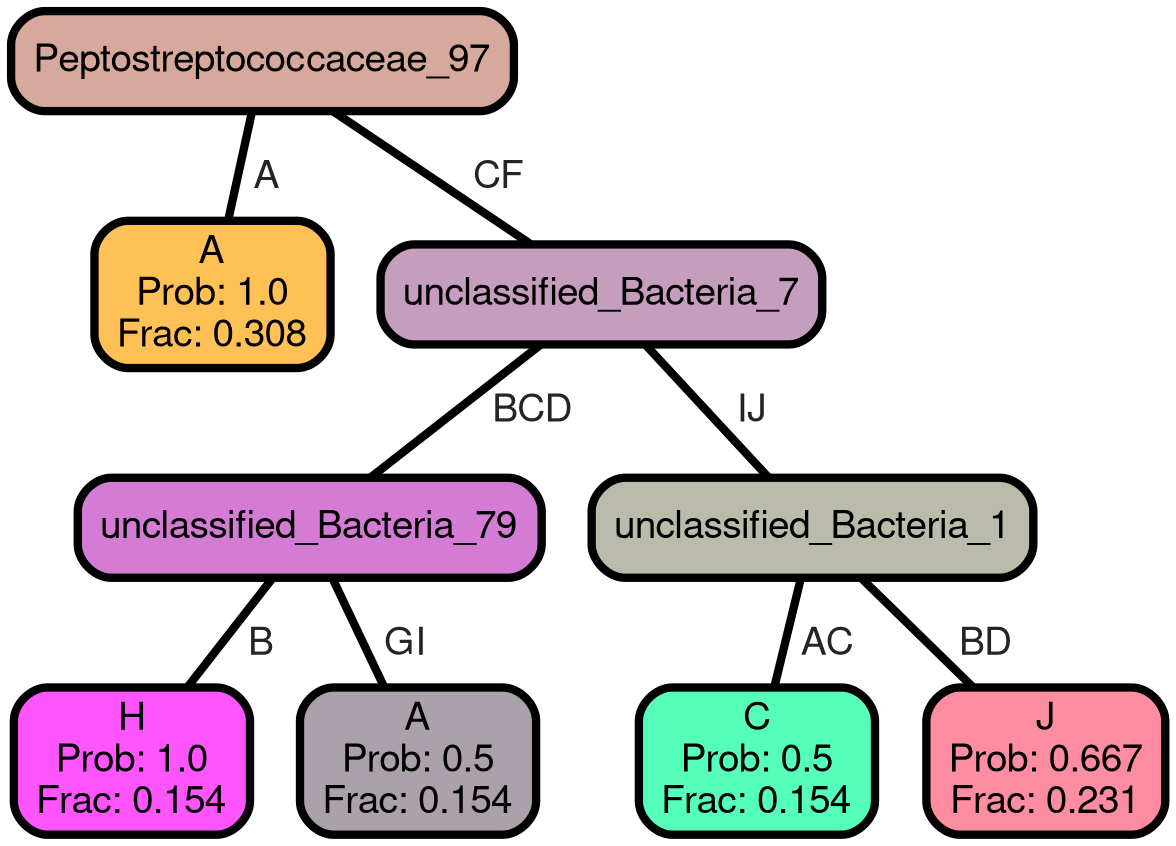 Peptostreptococcaceae_97
A
CF
A
Prob: 1.0
Frac: 0.308
unclassified_Bacteria_7
BCD
IJ
unclassified_Bacteria_79
unclassified_Bacteria_1
B
GI
AC
BD
H
Prob: 1.0
Frac: 0.154
A
Prob: 0.5
Frac: 0.154
C
Prob: 0.5
Frac: 0.154
J
Prob: 0.667
Frac: 0.231